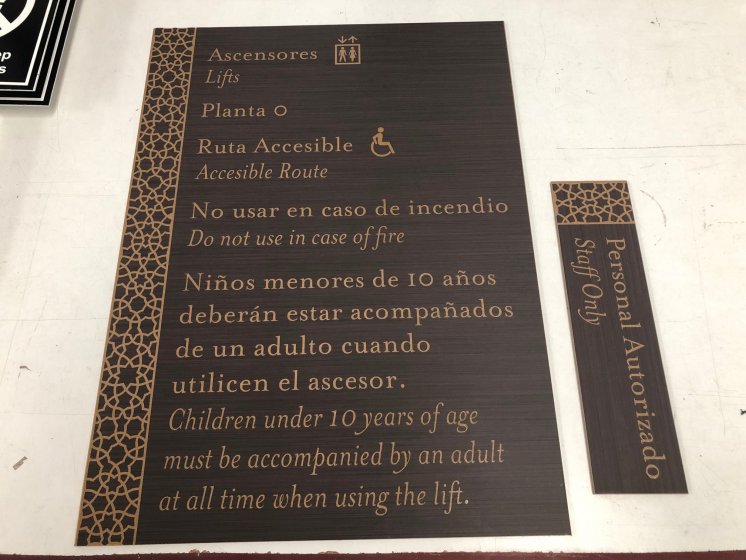 ep
s
Ascensores
Lifts
Planta 0
Ruta Accesible
Accesible Route
No usar en caso de incendio
Do not use in case of fire
Niños menores de 10 años
deberán estar acompañados
de un adulto cuando
utilicen el ascesor.
Children under 10 years of age
must be accompanied by an adult
at all time when using the lift.
Personal Autorizado
Staff Only